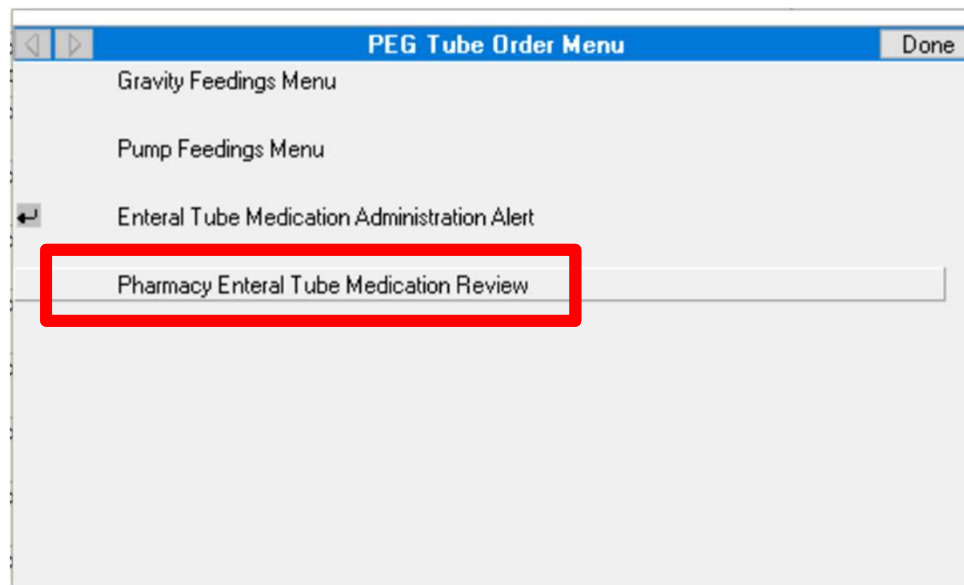 PEG Tube Order Menu
Done
Gravity Feedings Menu
Pump Feedings Menu
Enteral Tube Medication Administration Alert
Pharmacy Enteral Tube Medication Review